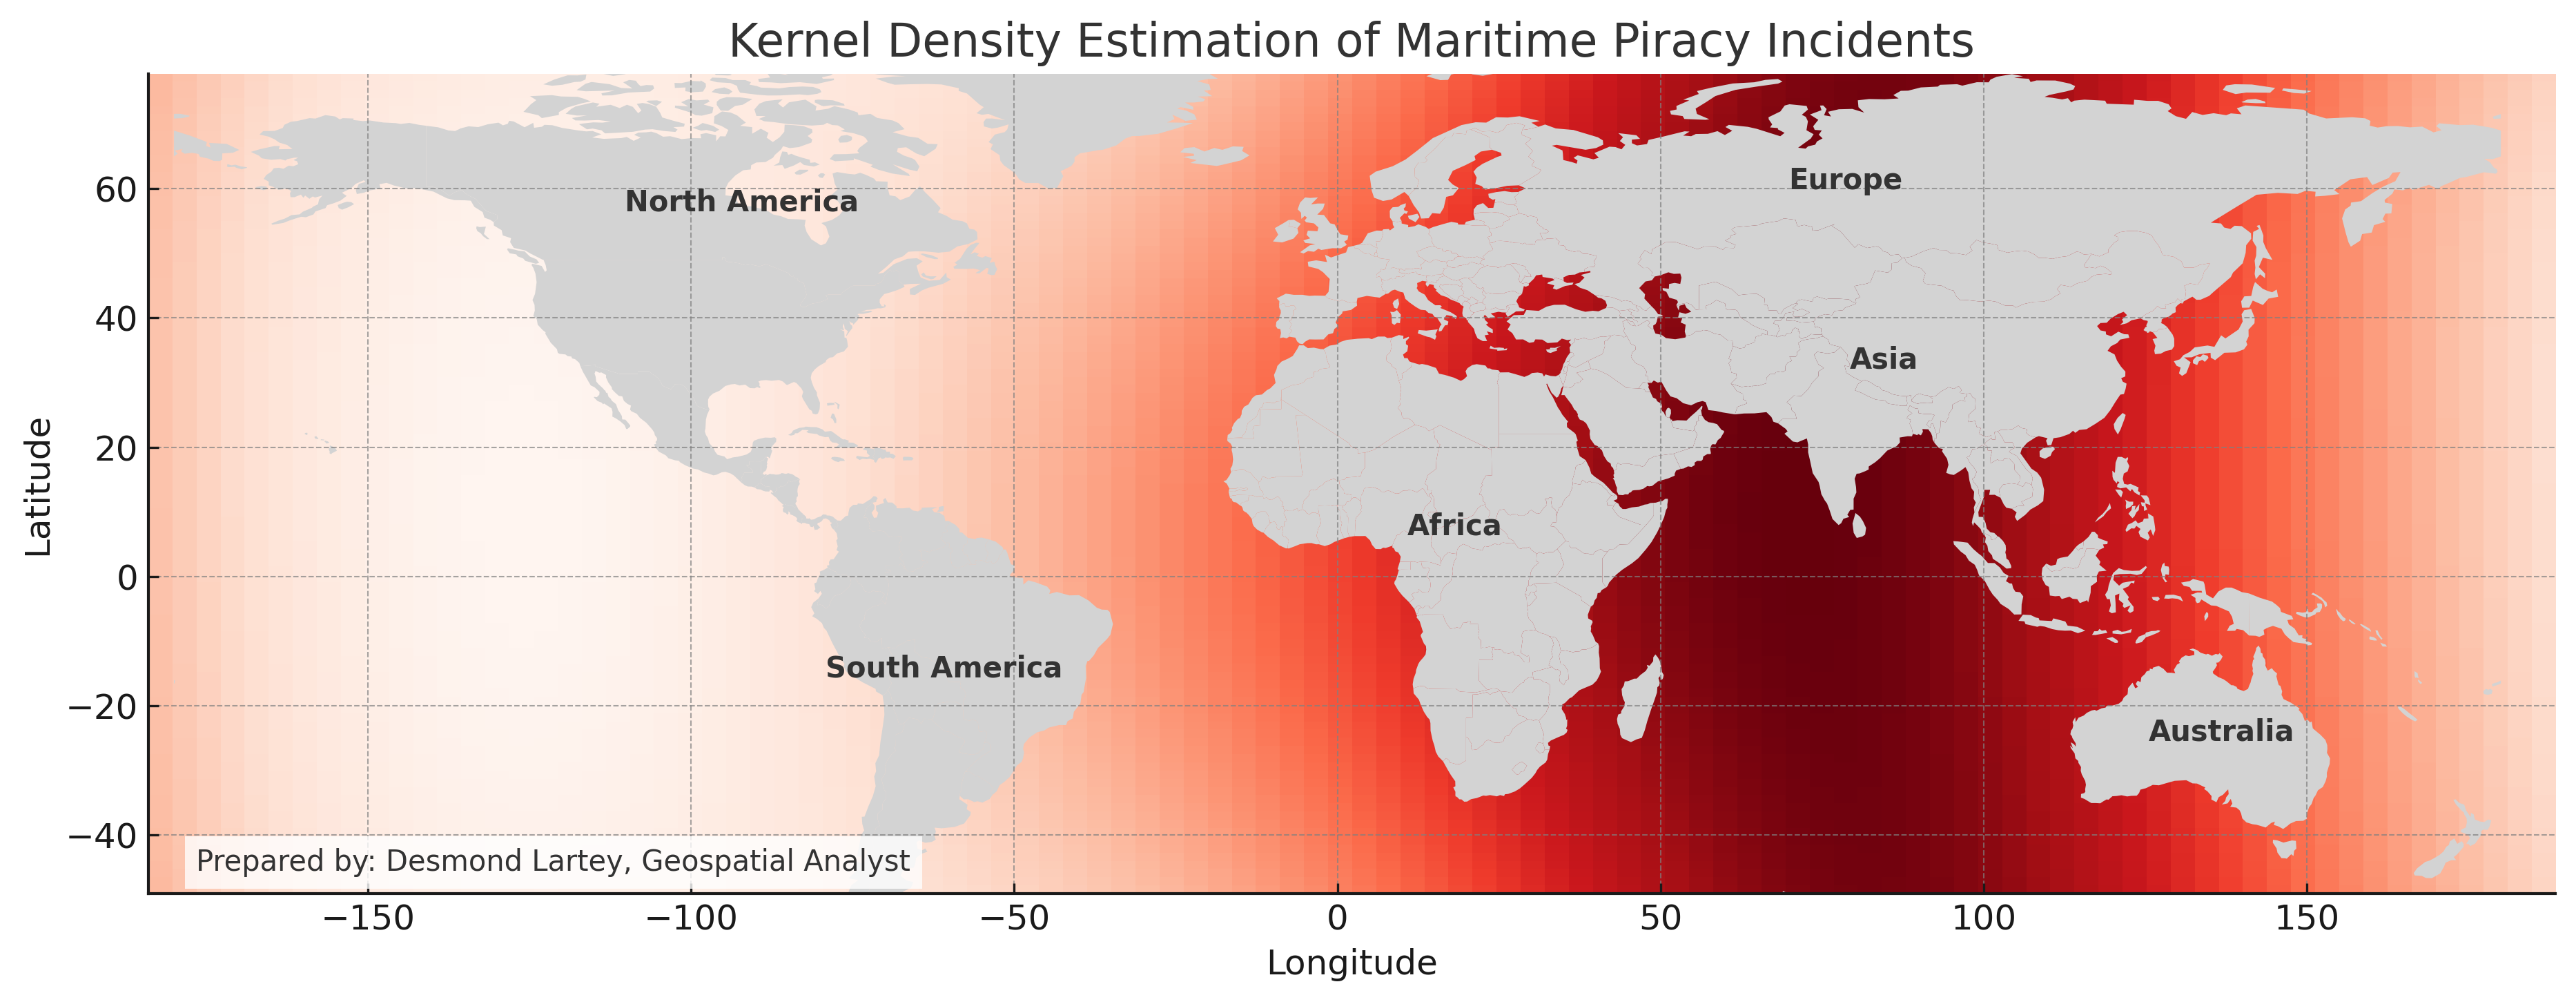 Kernel Density Estimation of Maritime Piracy Incidents
60
40
20
0
−20
−40
Latitude
North America
Europe
Asia
Africa
South America
Australia
Prepared by: Desmond Lartey, Geospatial Analyst
−150
−100
−50
0
50
100
150
Longitude